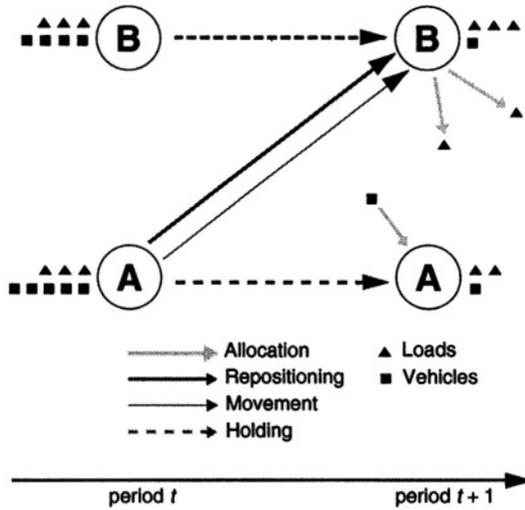 B B
A A
Allocation Loads
Repositioning Vehicles
Movement
Holding
period t period t + 1